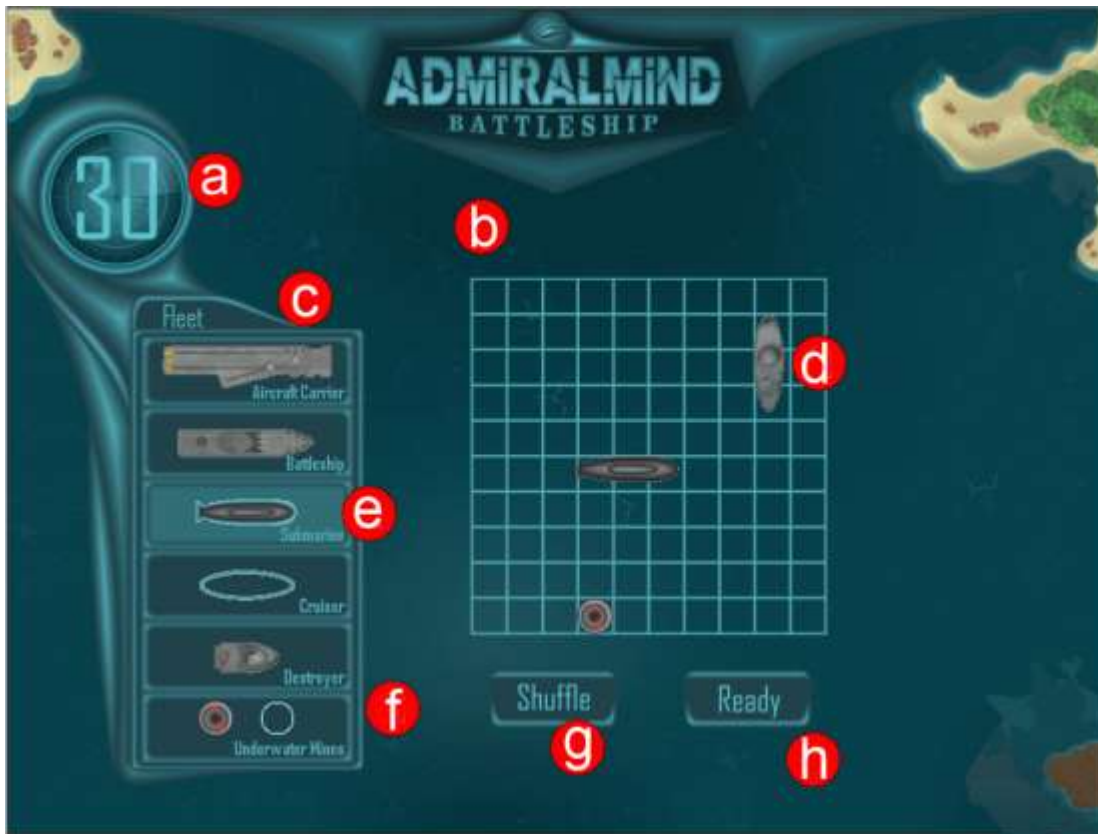 ADMiRALMiND
BATTLESHIP
30
a
b
c
Fleet
Aircraft Carrier
d
Battleship
e
Submarine
Cruiser
Destroyer
f
Underwater Mines
Shuffle
Ready
g
h